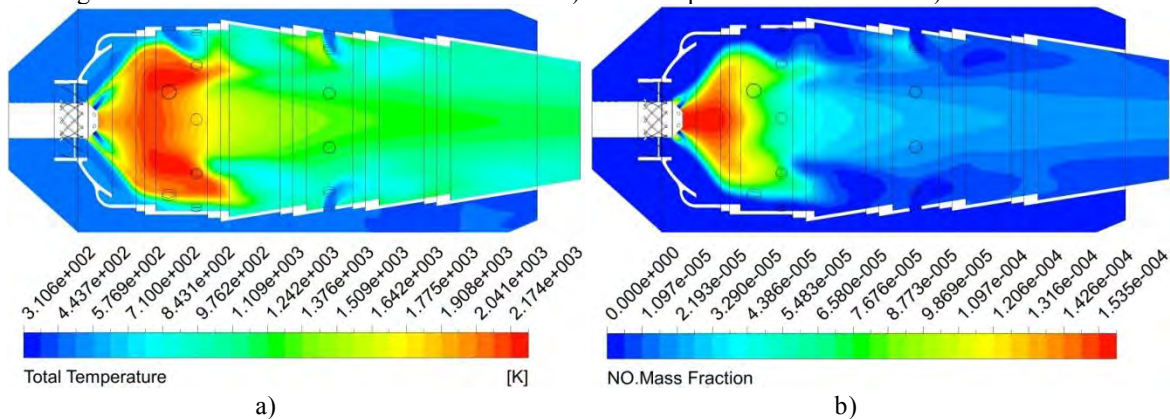 3.106e+002 4.437e+002 5.769e+002 7.100e+002 8.431e+002 9.762e+002 1.109e+003 1.242e+003 1.376e+003 1.509e+003 1.642e+003 1.775e+003 1.908e+003 2.041e+003 2.174e+003
Total Temperature [K]
a)
0.000e+000 1.097e-005 2.193e-005 3.290e-005 4.386e-005 5.483e-005 6.580e-005 7.676e-005 8.773e-005 9.869e-005 1.097e-004 1.206e-004 1.316e-004 1.426e-004 1.535e-004
NO.Mass Fraction
b)